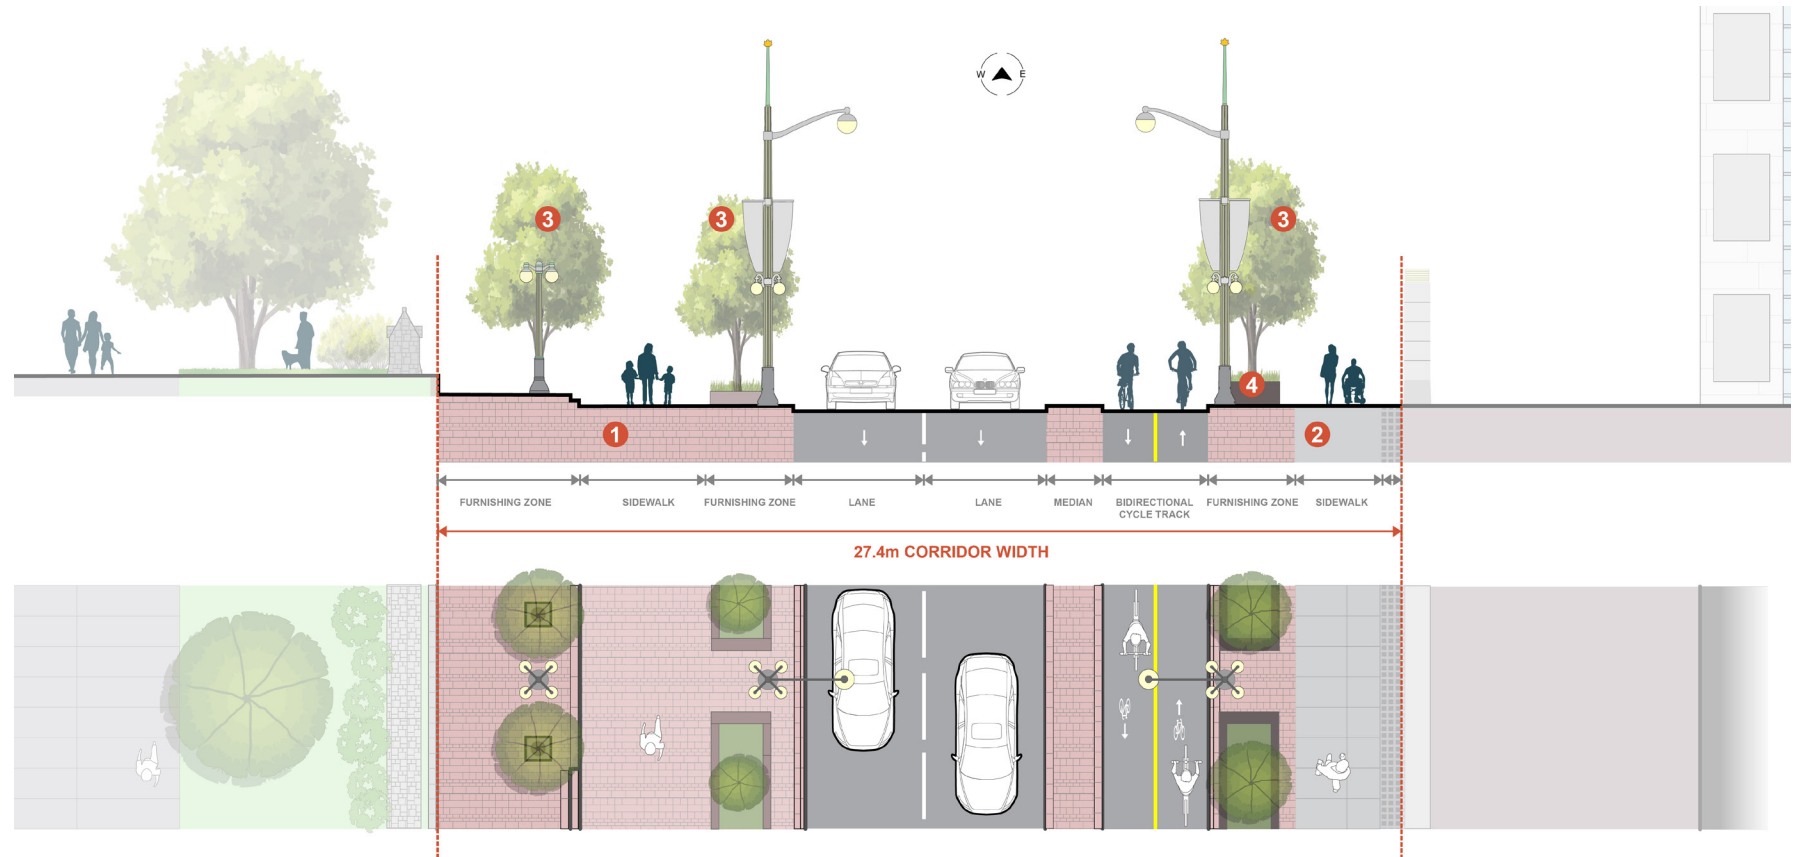 W E
3
3
3
4
1
2
FURNISHING ZONE
SIDEWALK
FURNISHING ZONE
LANE
LANE
MEDIAN
BIDIRECTIONAL
CYCLE TRACK
FURNISHING ZONE
SIDEWALK
27.4m CORRIDOR WIDTH